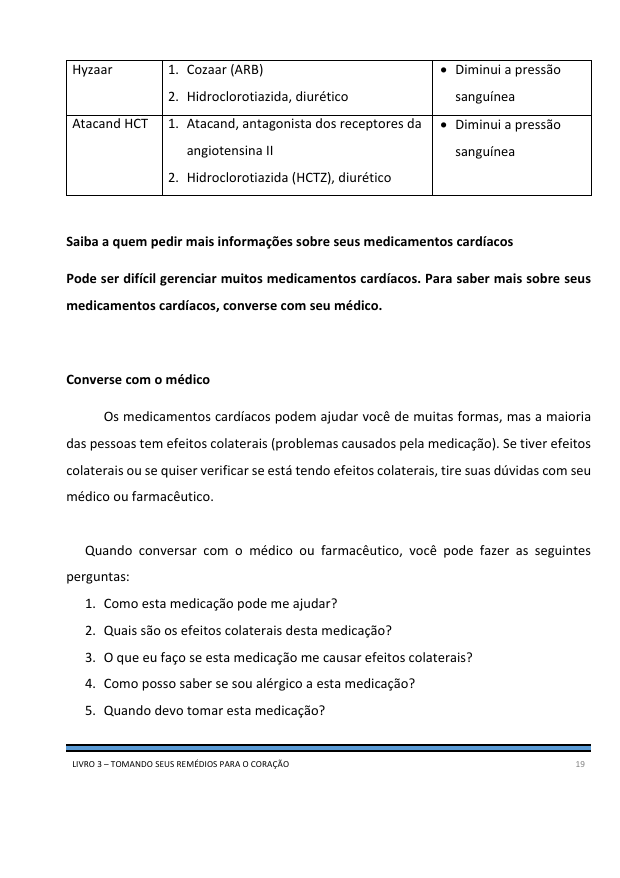 Hyzaar
1. Cozaar (ARB)
2. Hidroclorotiazida, diurético
• Diminui a pressão
sanguínea
Atacand HCT
1. Atacand, antagonista dos receptores da
angiotensina II
2. Hidroclorotiazida (HCTZ), diurético
• Diminui a pressão
sanguínea
Saiba a quem pedir mais informações sobre seus medicamentos cardíacos
Pode ser difícil gerenciar muitos medicamentos cardíacos. Para saber mais sobre seus
medicamentos cardíacos, converse com seu médico.
Converse com o médico
Os medicamentos cardíacos podem ajudar você de muitas formas, mas a maioria
das pessoas tem efeitos colaterais (problemas causados pela medicação). Se tiver efeitos
colaterais ou se quiser verificar se está tendo efeitos colaterais, tire suas dúvidas com seu
médico ou farmacêutico.
Quando conversar com o médico ou farmacêutico, você pode fazer as seguintes
perguntas:
1. Como esta medicação pode me ajudar?
2. Quais são os efeitos colaterais desta medicação?
3. O que eu faço se esta medicação me causar efeitos colaterais?
4. Como posso saber se sou alérgico a esta medicação?
5. Quando devo tomar esta medicação?
LIVRO 3 – TOMANDO SEUS REMÉDIOS PARA O CORAÇÃO
19